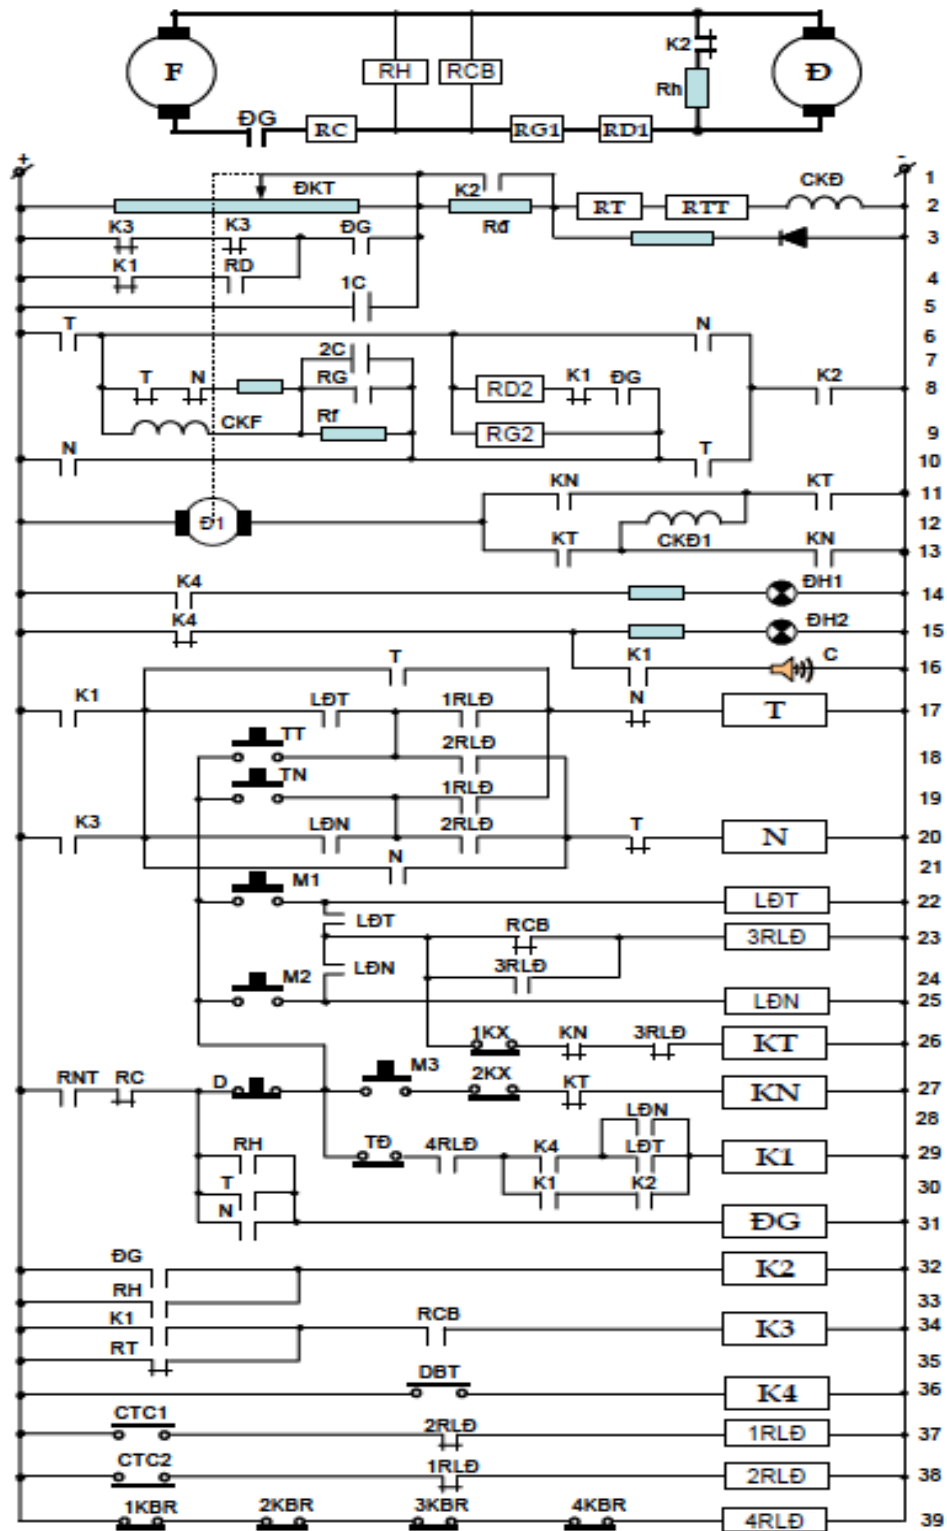 F
RH
RCB
K2
Rh
Đ
ĐG
RC
RG1
RD1
+
-
1
ĐKT
K2
CKĐ
Rđ
RT
RTT
2
K3
K3
ĐG
3
K1
RD
4
1C
5
T
N
6
2C
7
T
N
RG
RD2
K1
ĐG
K2
8
CKF
Rf
RG2
9
N
T
10
KN
KT
11
Đ1
12
KT
CKĐ1
KN
13
K4
ĐH1
14
K4
ĐH2
15
T
K1
C
16
K1
LĐT
1RLĐ
N
T
17
TT
2RLĐ
18
TN
1RLĐ
19
K3
LĐN
2RLĐ
T
N
20
N
21
M1
LĐT
22
LĐT
RCB
3RLĐ
23
LĐN
3RLĐ
24
M2
LĐN
25
1KX
KN
3RLĐ
KT
26
RNT
RC
D
M3
2KX
KT
KN
27
LĐN
28
RH
TĐ
4RLĐ
K4
LĐT
K1
29
T
K1
K2
30
N
ĐG
31
ĐG
K2
32
RH
33
K1
RCB
K3
34
RT
35
DBT
K4
36
CTC1
2RLĐ
1RLĐ
37
CTC2
1RLĐ
2RLĐ
38
1KBR
2KBR
3KBR
4KBR
4RLĐ
39